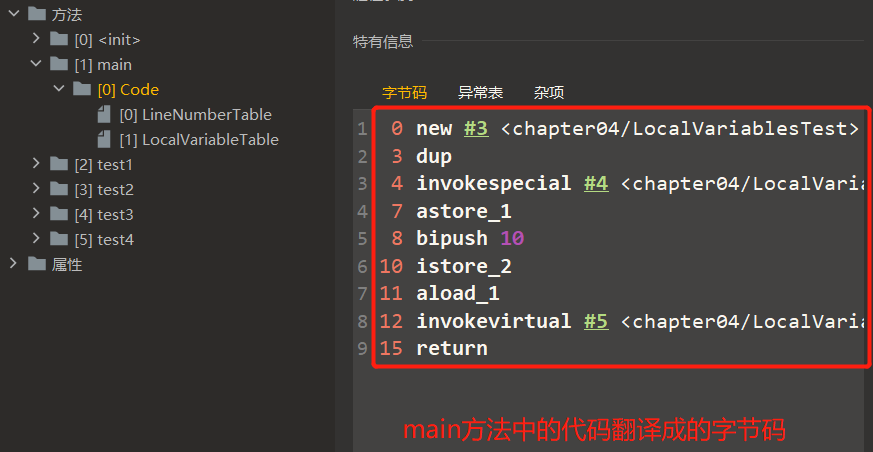 方法
[0] <init>
[1] main
[0] Code
[0] LineNumberTable
[1] LocalVariableTable
[2] test1
[3] test2
[4] test3
[5] test4
属性
特有信息
字节码 异常表 杂项
1 0 new #3 <chapter04/LocalVariablesTest>
2 3 dup
3 4 invokespecial #4 <chapter04/LocalVaria
4 7 astore_1
5 8 bipush 10
6 10 istore_2
7 11 aload_1
8 12 invokevirtual #5 <chapter04/LocalVaria
9 15 return
main方法中的代码翻译成的字节码